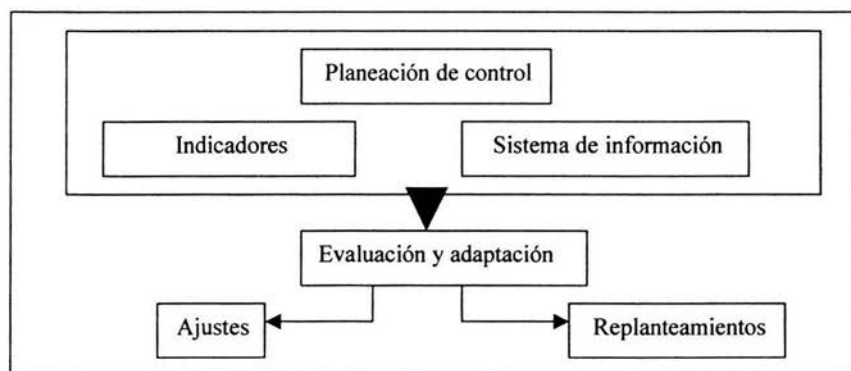 Planeación de control
Indicadores
Sistema de información
Evaluación y adaptación
Ajustes
Replanteamientos